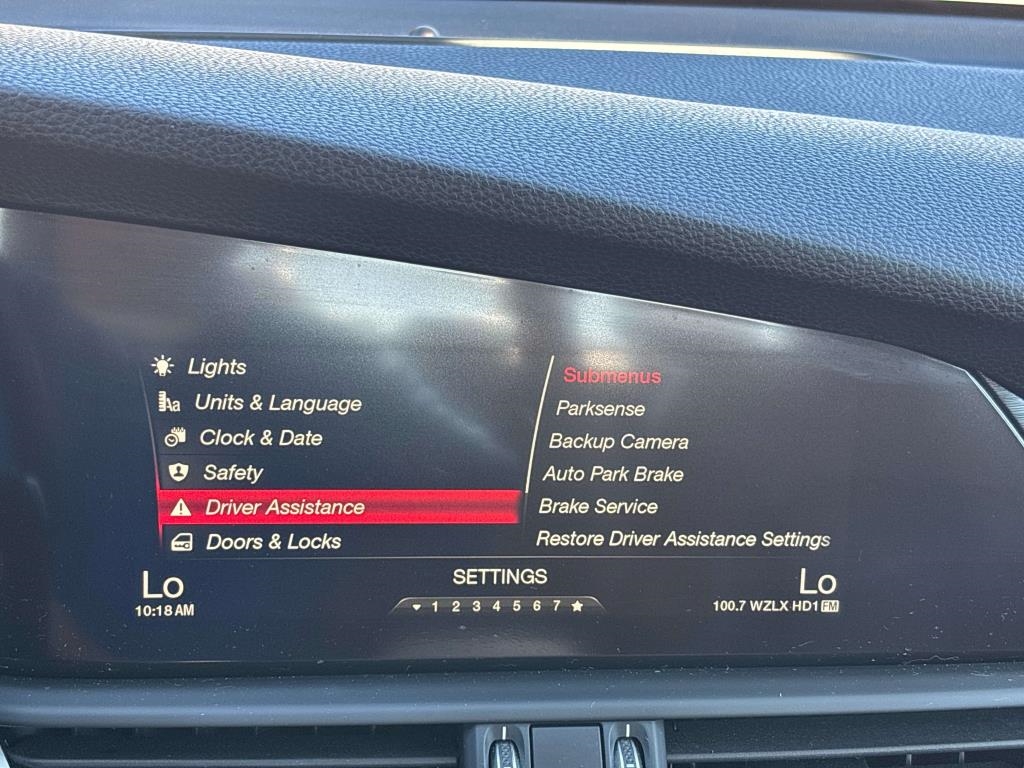 Lights
Units & Language
Clock & Date
Safety
Driver Assistance
Doors & Locks
Submenus
Parksense
Backup Camera
Auto Park Brake
Brake Service
Restore Driver Assistance Settings
Lo
10:18 AM
SETTINGS
1 2 3 4 5 6 7
Lo
100.7 WZLX HD1 FM